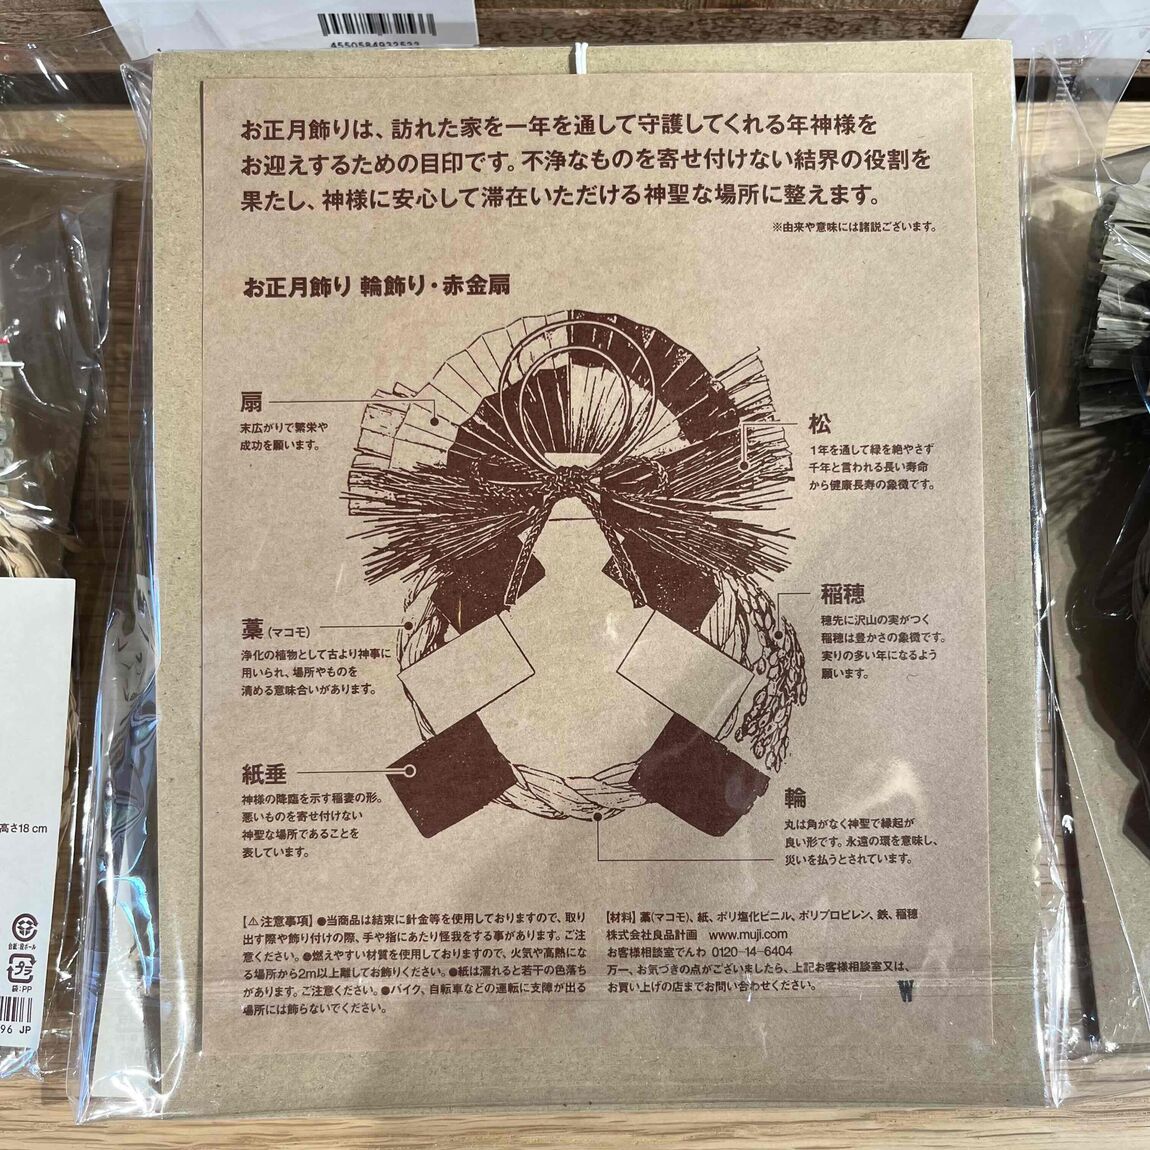 4550584932522
お正月飾りは、訪れた家を一年を通して守護してくれる年神様を
お迎えするための目印です。不浄なものを寄せ付けない結界の役割を
果たし、神様に安心して滞在いただける神聖な場所に整えます。
※由来や意味には諸説ございます。
お正月飾り 輪飾り・赤金扇
扇
末広がりで繁栄や
成功を願います。
松
1年を通して緑を絶やさず
千年と言われる長い寿命
から健康長寿の象徴です。
稲穂
穂先に沢山の実がつく
稲穂は豊かさの象徴です。
実りの多い年になるよう
願います。
藁(マコモ)
浄化の植物として古より神事に
用いられ、場所やものを
清める意味合いがあります。
紙垂
神様の降臨を示す稲妻の形。
悪いものを寄せ付けない
神聖な場所であることを
表しています。
輪
丸は角がなく神聖で縁起が
良い形です。永遠の環を意味し、
災いを払うとされています。
【⚠注意事項】●当商品は結束に針金等を使用しておりますので、取り
出す際や飾り付けの際、手や指にあたり怪我をする事があります。ご注
意ください。●燃えやすい材質を使用しておりますので、火気や高熱にな
る場所から2m以上離してお飾りください。●紙は濡れると若干の色落ち
があります。ご注意ください。●バイク、自転車などの運転に支障が出る
場所には飾らないでください。
【材料】藁(マコモ)、紙、ポリ塩化ビニル、ポリプロピレン、鉄、稲穂
株式会社良品計画 www.muji.com
お客様相談室でんわ 0120-14-6404
万一、お気づきの点がございましたら、上記お客様相談室又は、
お買い上げの店までお問い合わせください。
W
高さ18cm
台紙:段ボール
プラ
袋:PP
96 JP